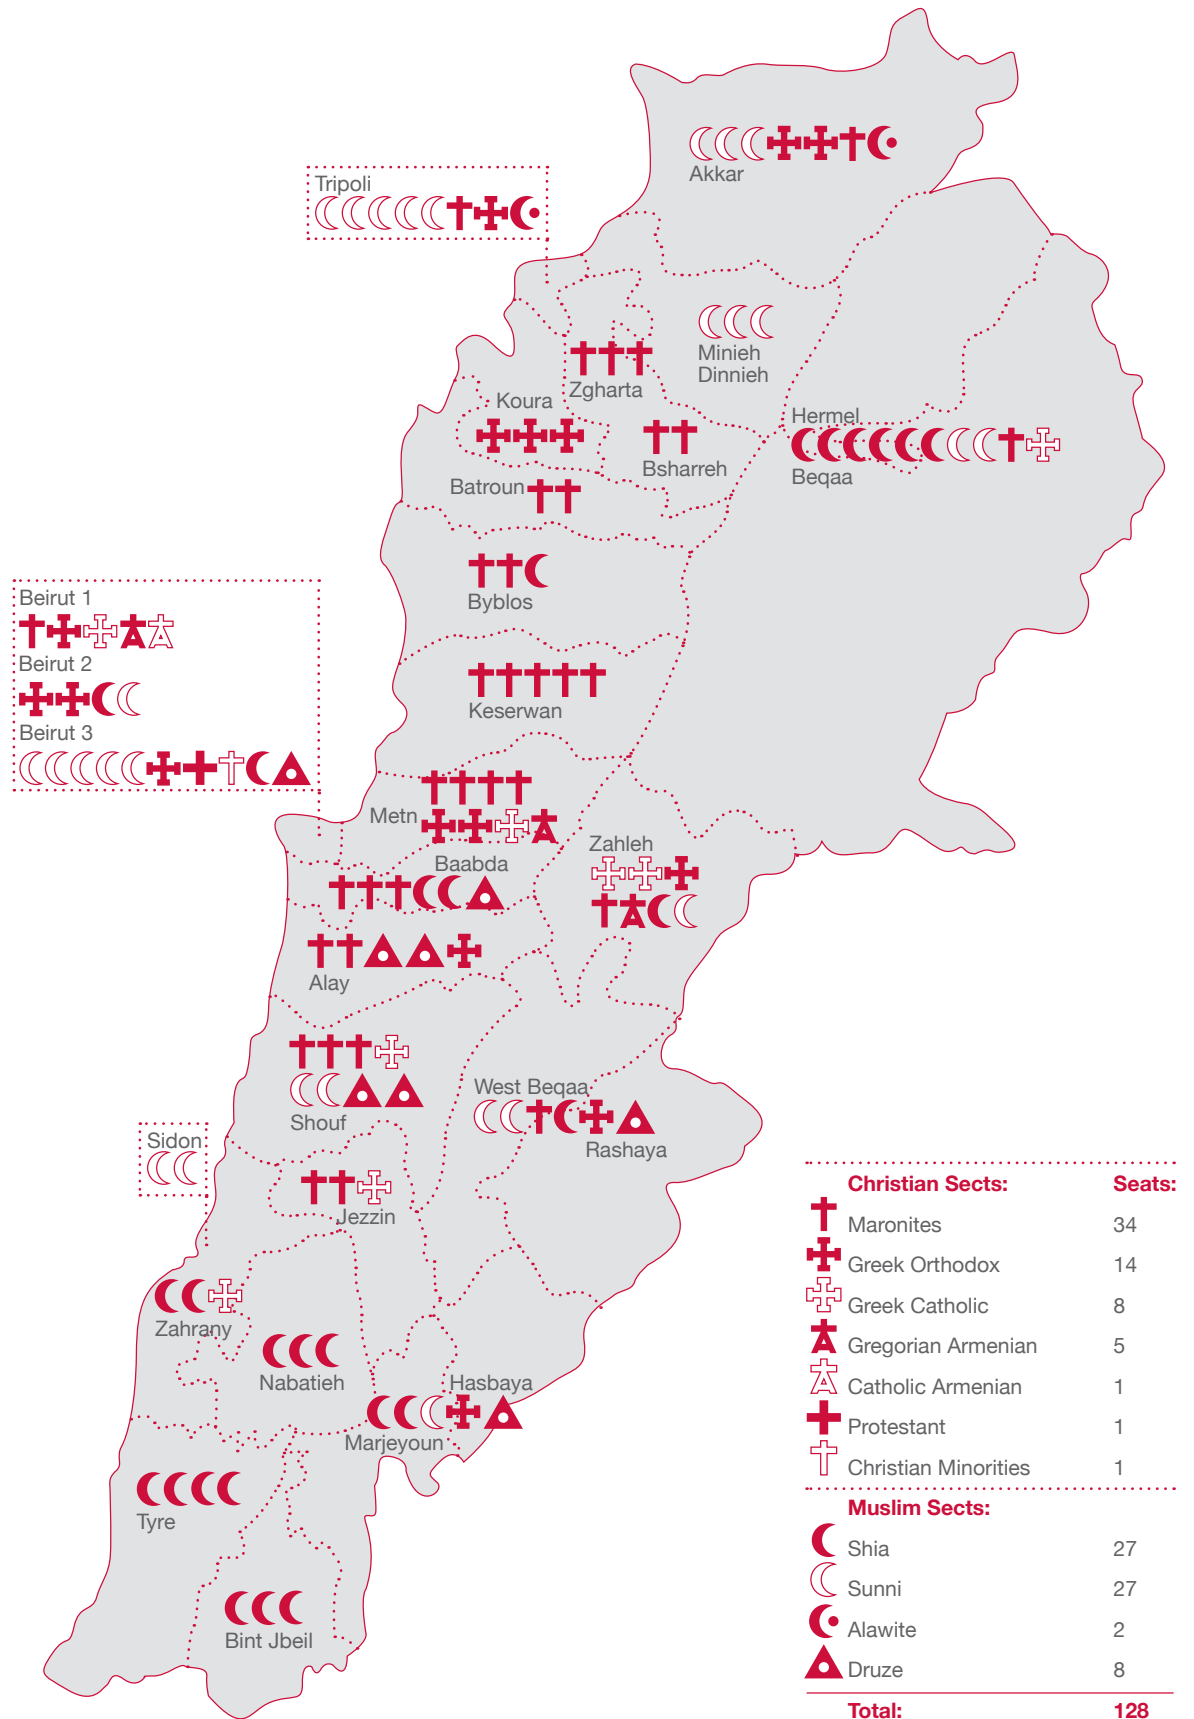 Akkar
Tripoli
Minieh
Dinnieh
Zgharta
Koura
Hermel
Bsharreh
Beqaa
Batroun
Byblos
Beirut 1
Beirut 2
Beirut 3
Keserwan
Metn
Baabda
Zahleh
Alay
West Beqaa
Shouf
Rashaya
Sidon
Jezzin
Zahrany
Nabatieh
Hasbaya
Marjeyoun
Tyre
Bint Jbeil
Christian Sects: Seats:
Maronites 34
Greek Orthodox 14
Greek Catholic 8
Gregorian Armenian 5
Catholic Armenian 1
Protestant 1
Christian Minorities 1
Muslim Sects:
Shia 27
Sunni 27
Alawite 2
Druze 8
Total: 128